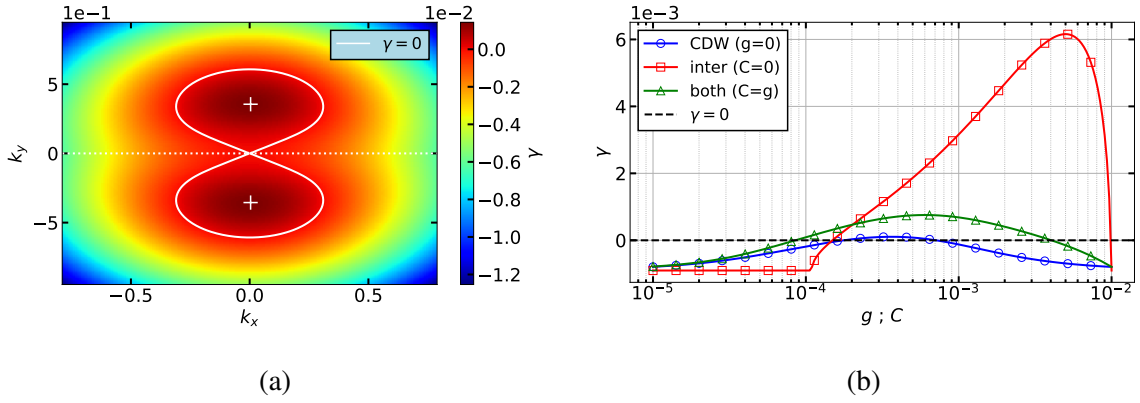 1e−1
1e−2
γ = 0
5
0
−5
k_y
−0.5
0.0
0.5
k_x
0.0
−0.2
−0.4
−0.6
−0.8
−1.0
−1.2
γ
(a)
1e−3
CDW (g=0)
inter (C=0)
both (C=g)
γ = 0
6
4
2
0
γ
10^−5
10^−4
10^−3
10^−2
g ; C
(b)